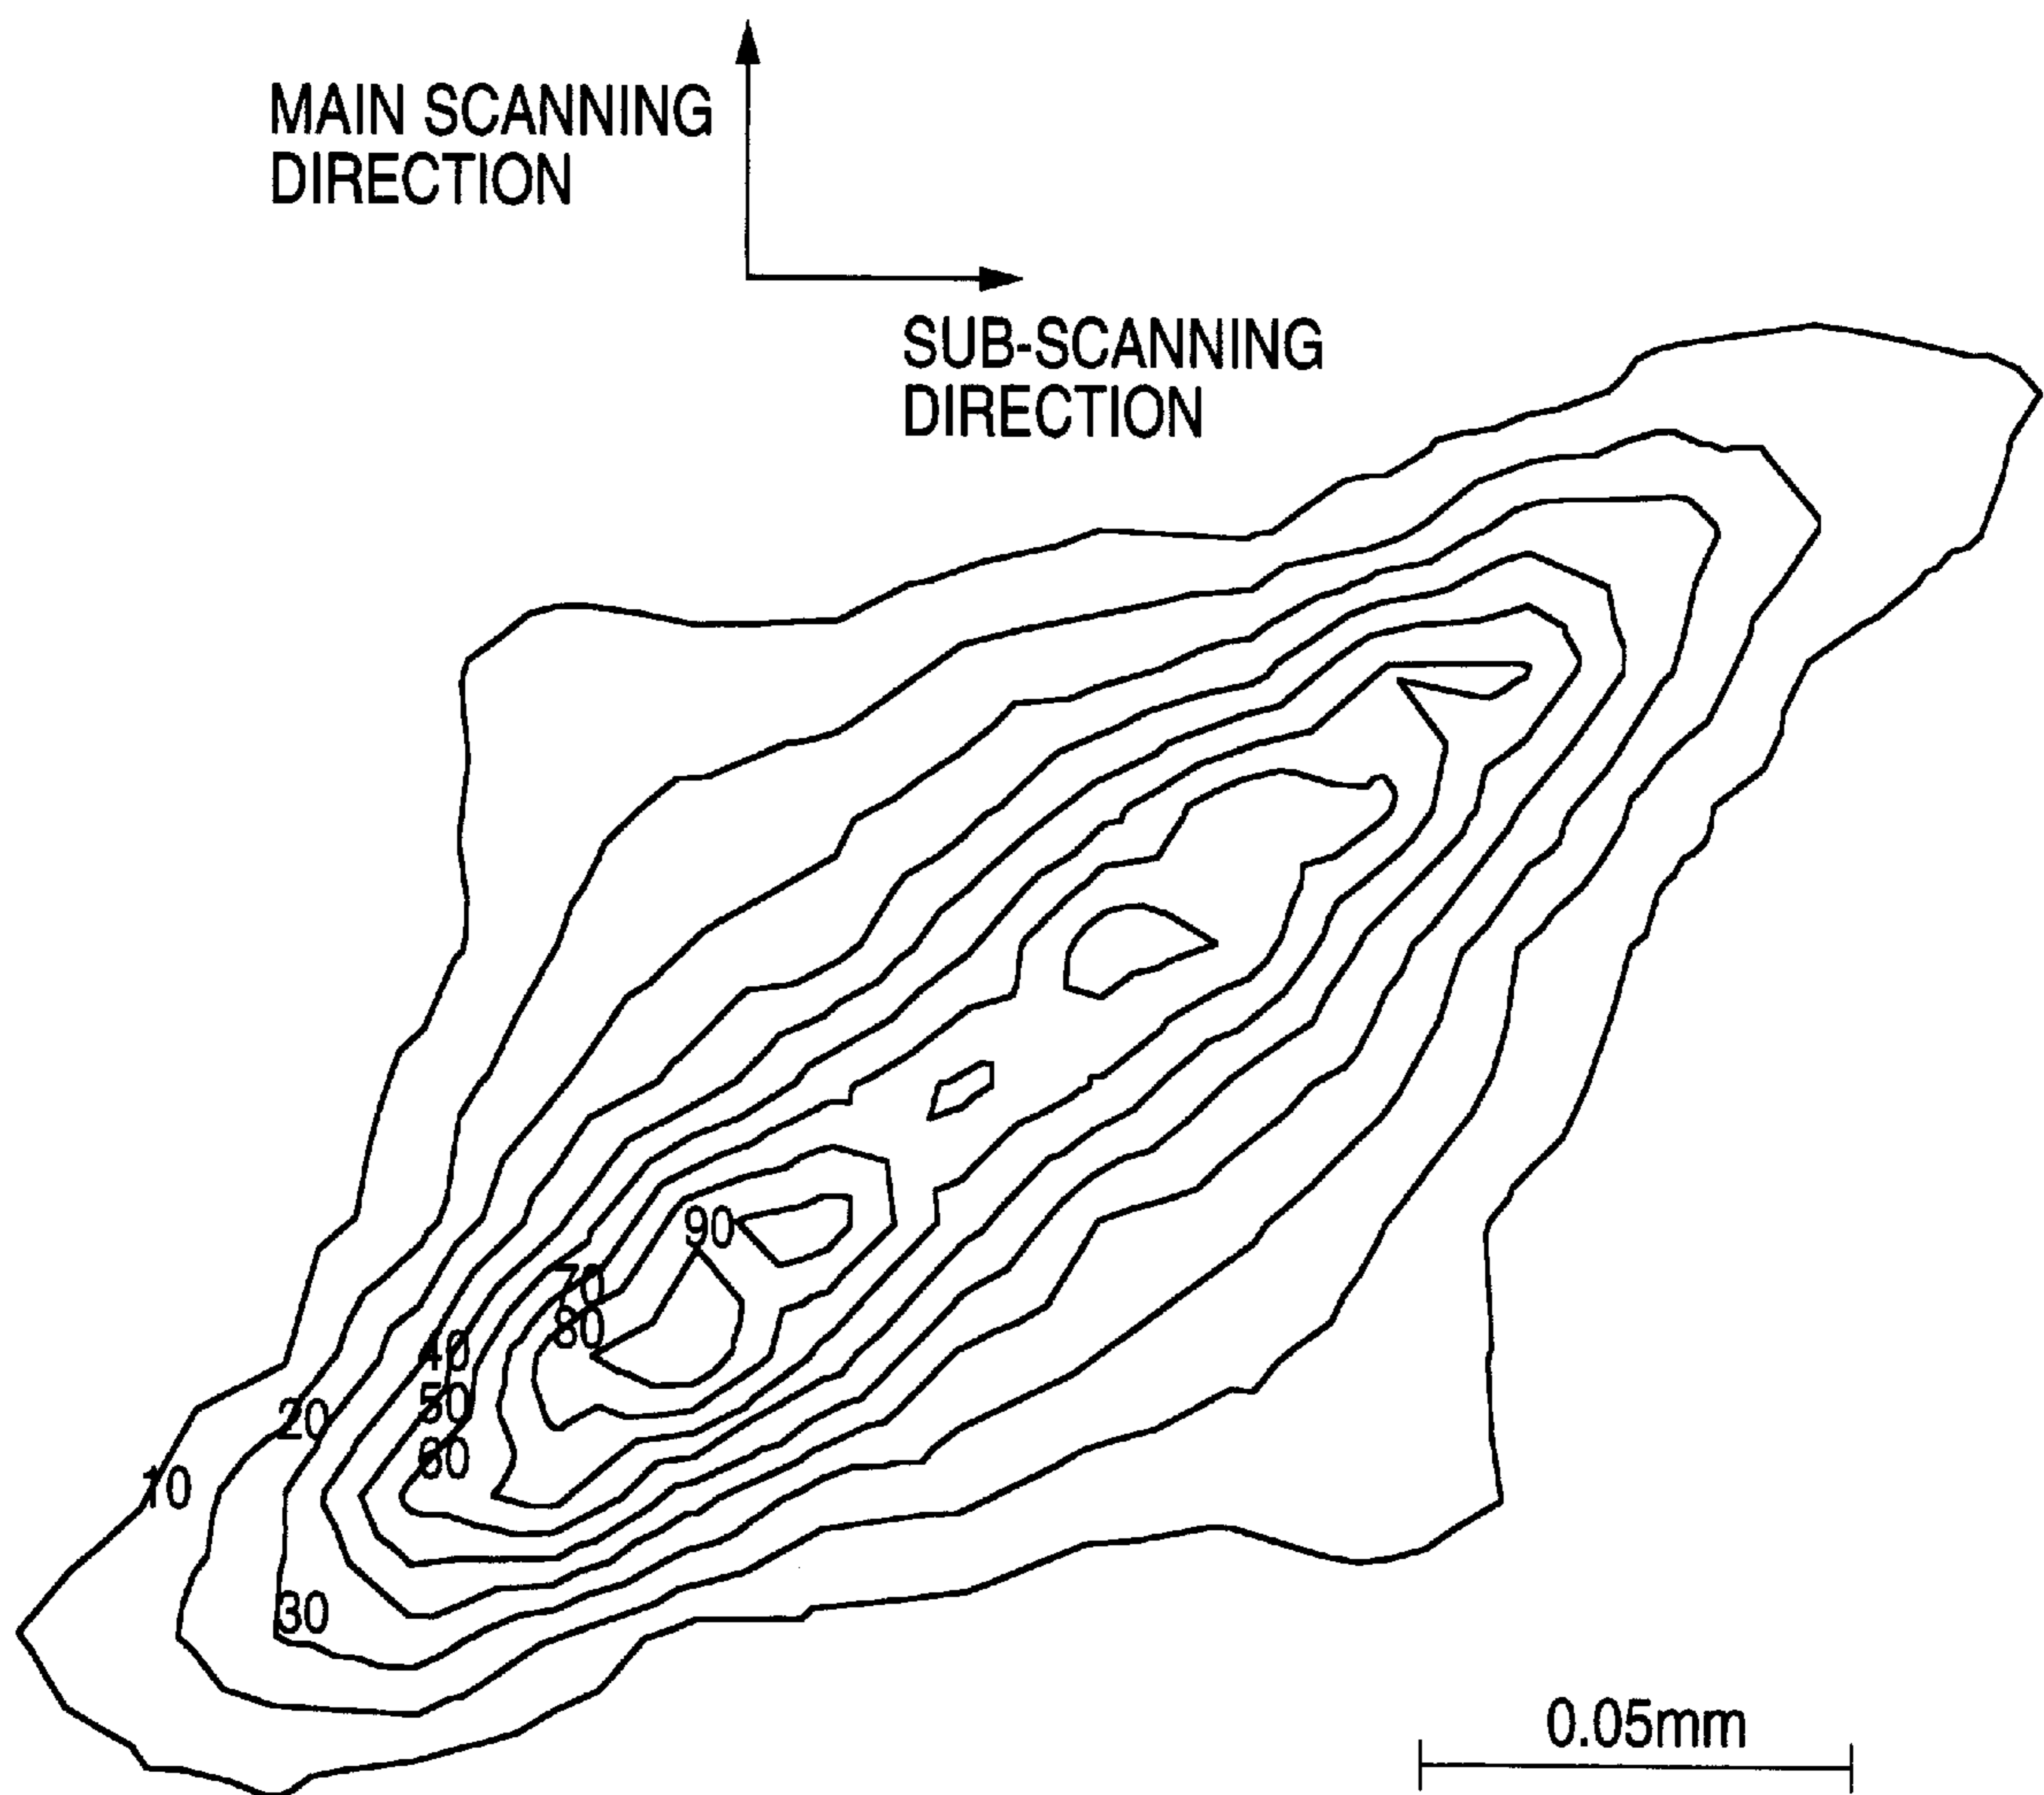 MAIN SCANNING
DIRECTION
SUB-SCANNING
DIRECTION
90
70
80
40
50
20
60
10
30
0.05mm